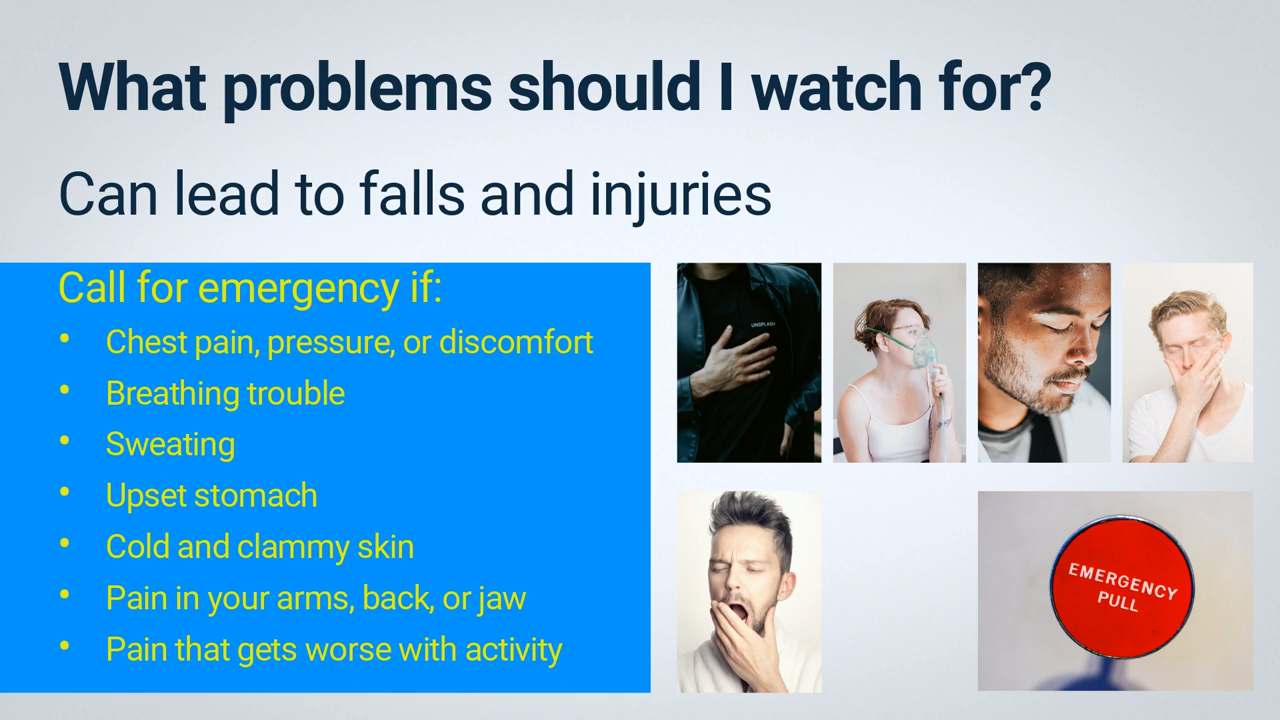 What problems should I watch for?
Can lead to falls and injuries
Call for emergency if:
• Chest pain, pressure, or discomfort
• Breathing trouble
• Sweating
• Upset stomach
• Cold and clammy skin
• Pain in your arms, back, or jaw
• Pain that gets worse with activity
UNSPLASH
EMERGENCY
PULL